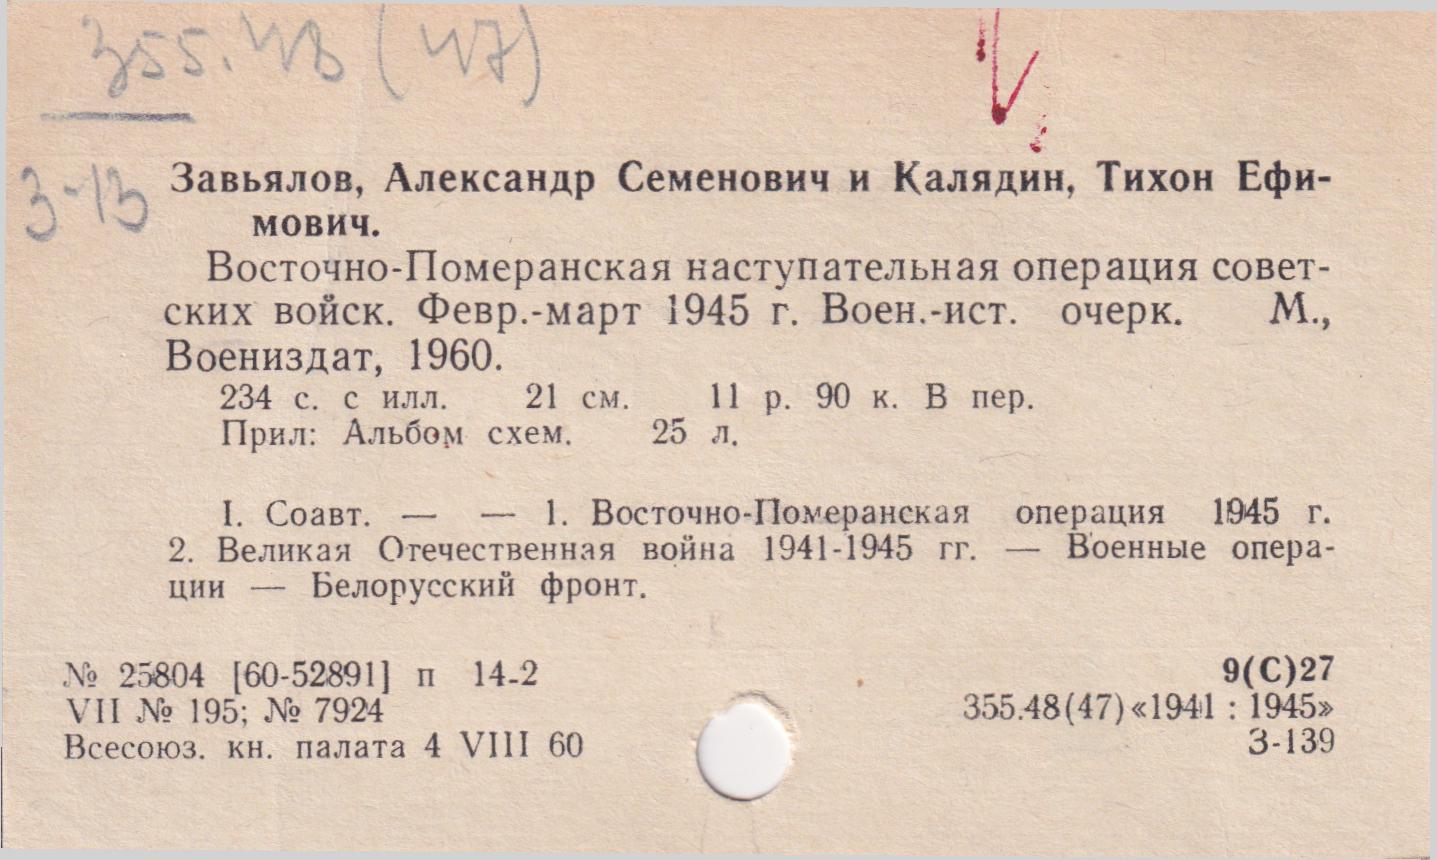 355.48 (47)
З-13
Завьялов, Александр Семенович и Калядин, Тихон Ефи-
мович.
Восточно-Померанская наступательная операция совет-
ских войск. Февр.-март 1945 г. Воен.-ист. очерк. М.,
Воениздат, 1960.
234 с. с илл. 21 см. 11 р. 90 к. В пер.
Прил: Альбом схем. 25 л.
I. Соавт. — — 1. Восточно-Померанская операция 1945 г.
2. Великая Отечественная война 1941-1945 гг. — Военные опера-
ции — Белорусский фронт.
№ 25804 [60-52891] п 14-2
9(С)27
VII № 195; № 7924
355.48(47)«1941 : 1945»
Всесоюз. кн. палата 4 VIII 60
З-139